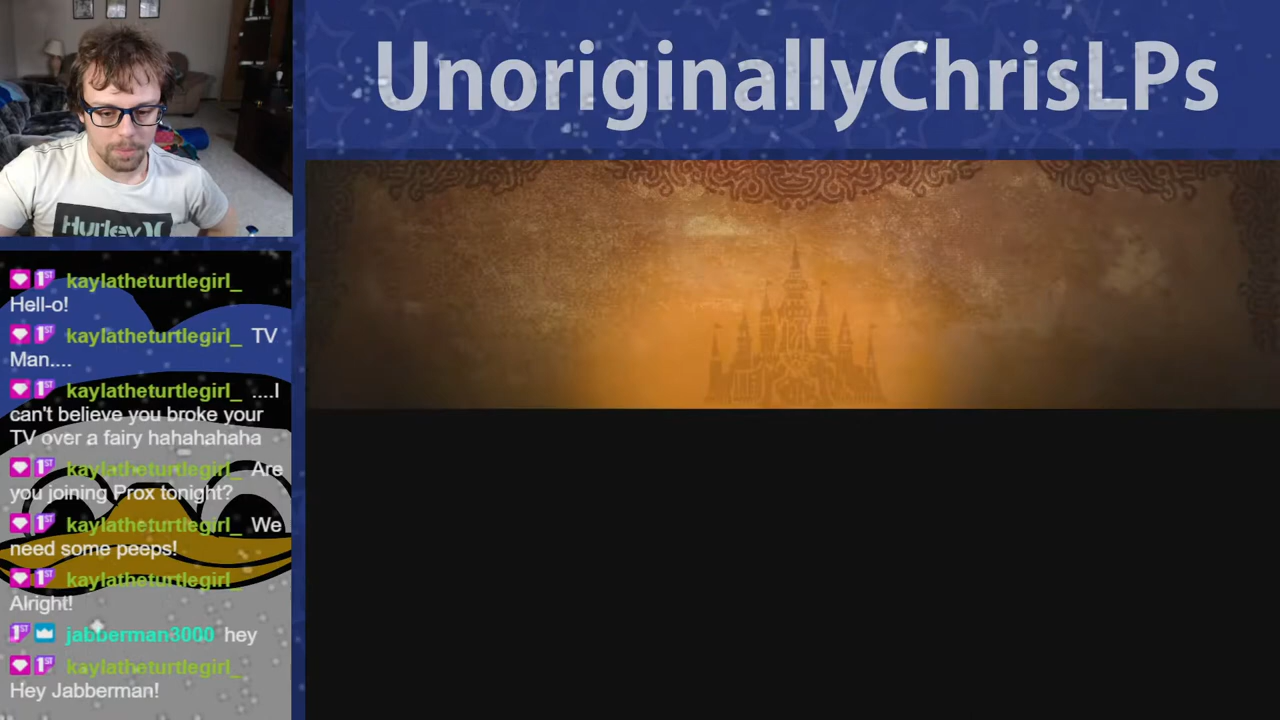 UnoriginallyChrisLPs
Hurley
kaylatheturtlegirl_
Hell-o!
kaylatheturtlegirl_ TV
Man....
kaylatheturtlegirl_ ....I
can't believe you broke your
TV over a fairy hahahahaha
kaylatheturtlegirl_ Are
you joining Prox tonight?
kaylatheturtlegirl_ We
need some peeps!
kaylatheturtlegirl_
Alright!
jabberman3000 hey
kaylatheturtlegirl_
Hey Jabberman!